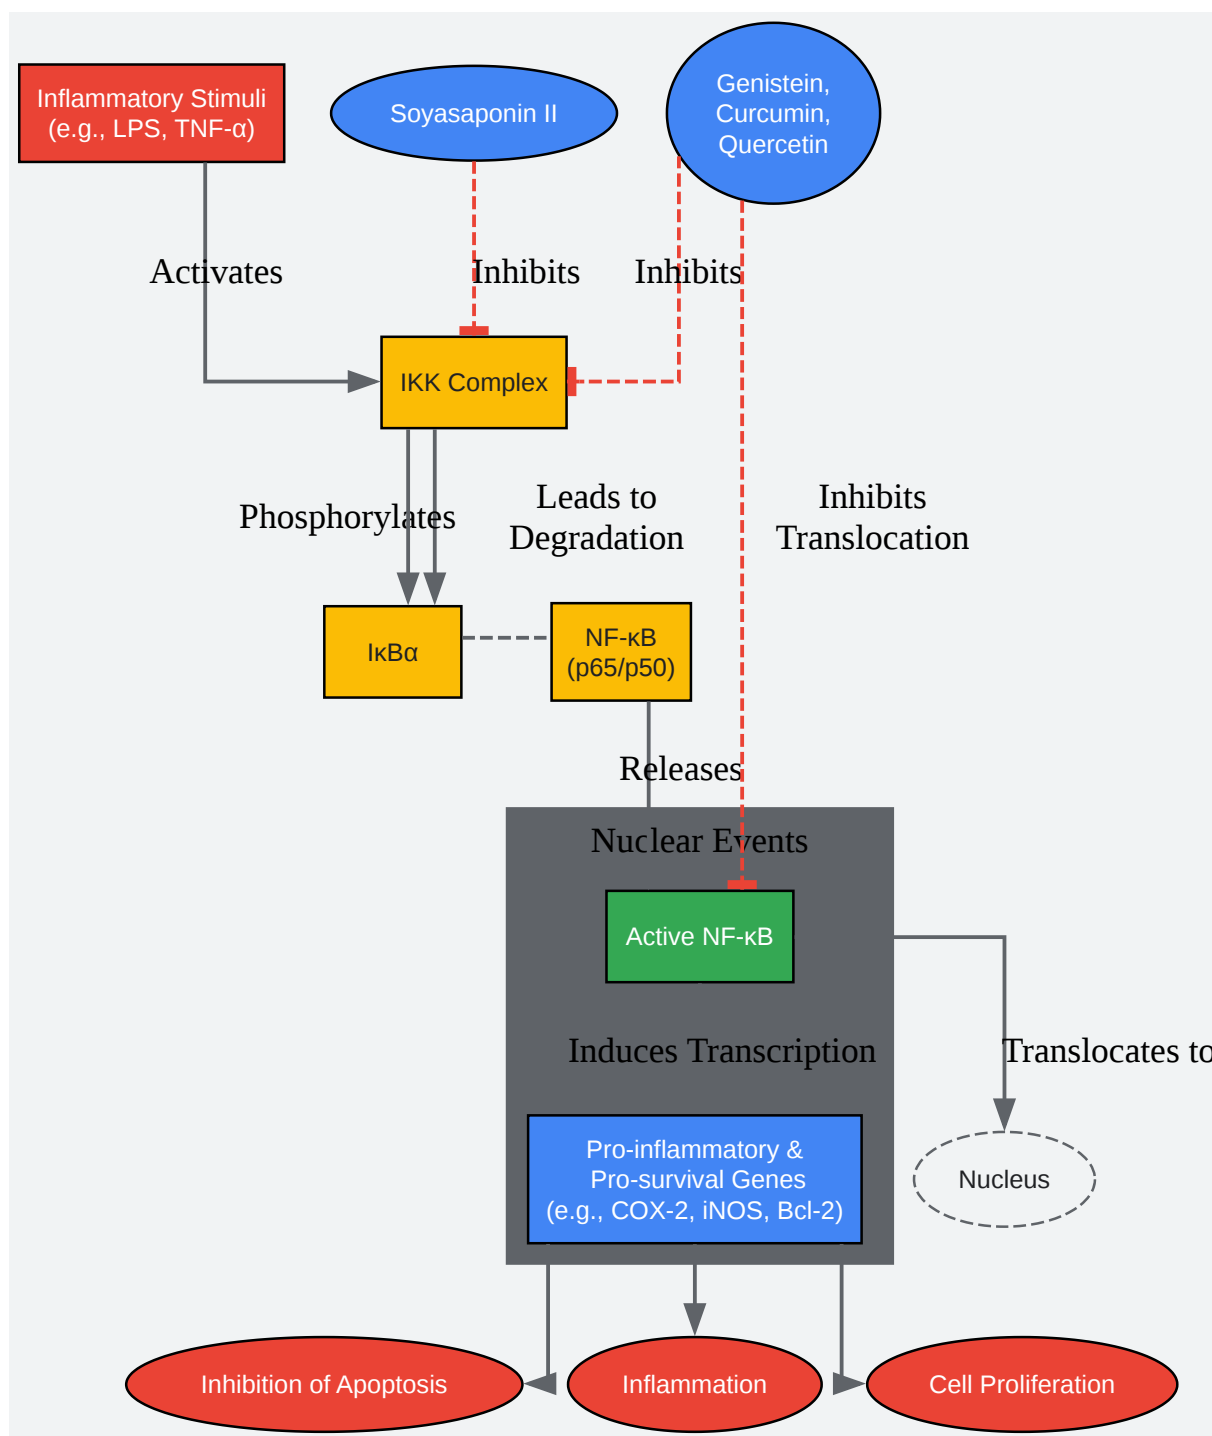 Inflammatory Stimuli
(e.g., LPS, TNF-α)
Soyasaponin II
Genistein,
Curcumin,
Quercetin
Activates
Inhibits
Inhibits
IKK Complex
Phosphorylates
Leads to
Degradation
Inhibits
Translocation
IκBα
NF-κB
(p65/p50)
Releases
Nuclear Events
Active NF-κB
Induces Transcription
Translocates to
Pro-inflammatory &
Pro-survival Genes
(e.g., COX-2, iNOS, Bcl-2)
Nucleus
Inhibition of Apoptosis
Inflammation
Cell Proliferation